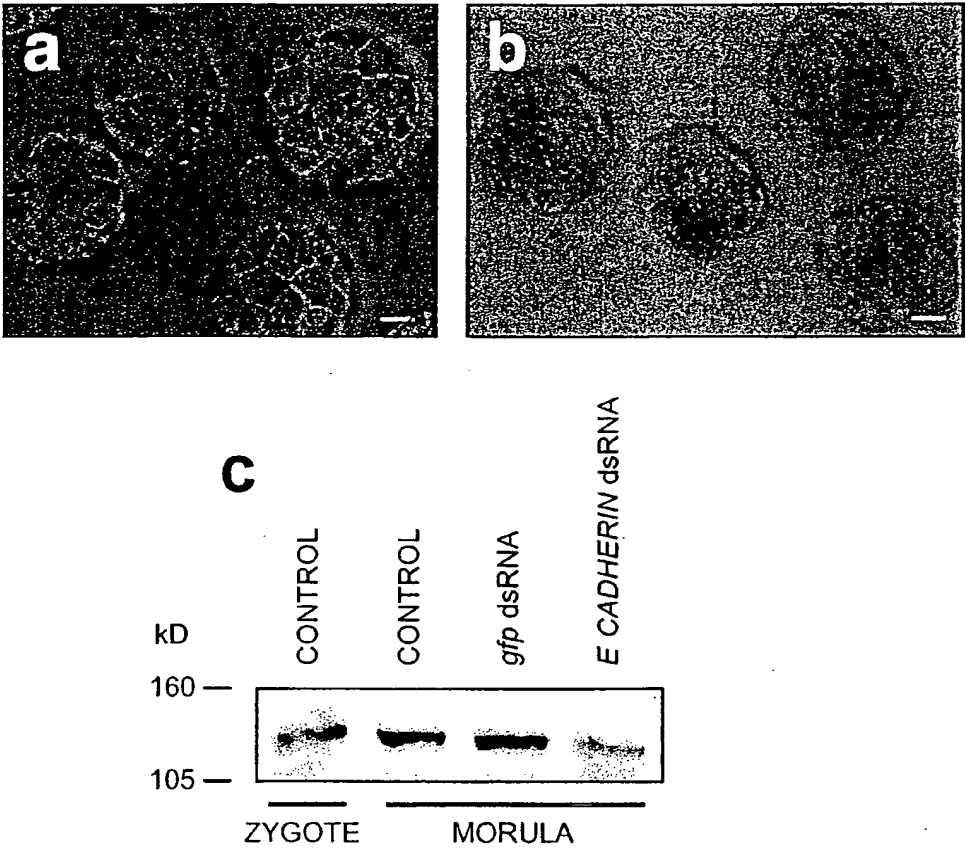 a
b
c
CONTROL
CONTROL
gfp dsRNA
E CADHERIN dsRNA
kD
160
105
ZYGOTE
MORULA